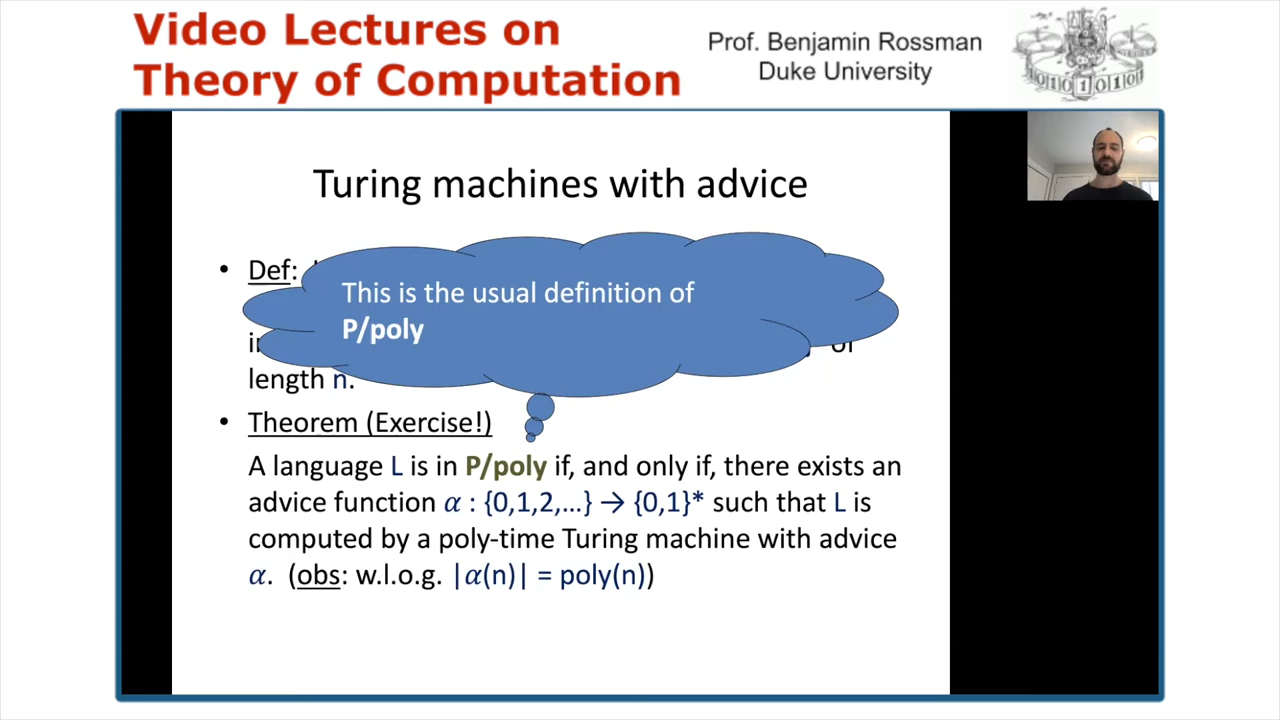 Video Lectures on
Theory of Computation
Prof. Benjamin Rossman
Duke University
Turing machines with advice
• Def:
This is the usual definition of
P/poly
of
length n.
• Theorem (Exercise!)
A language L is in P/poly if, and only if, there exists an
advice function α : {0,1,2,…} → {0,1}* such that L is
computed by a poly-time Turing machine with advice
α. (obs: w.l.o.g. |α(n)| = poly(n))